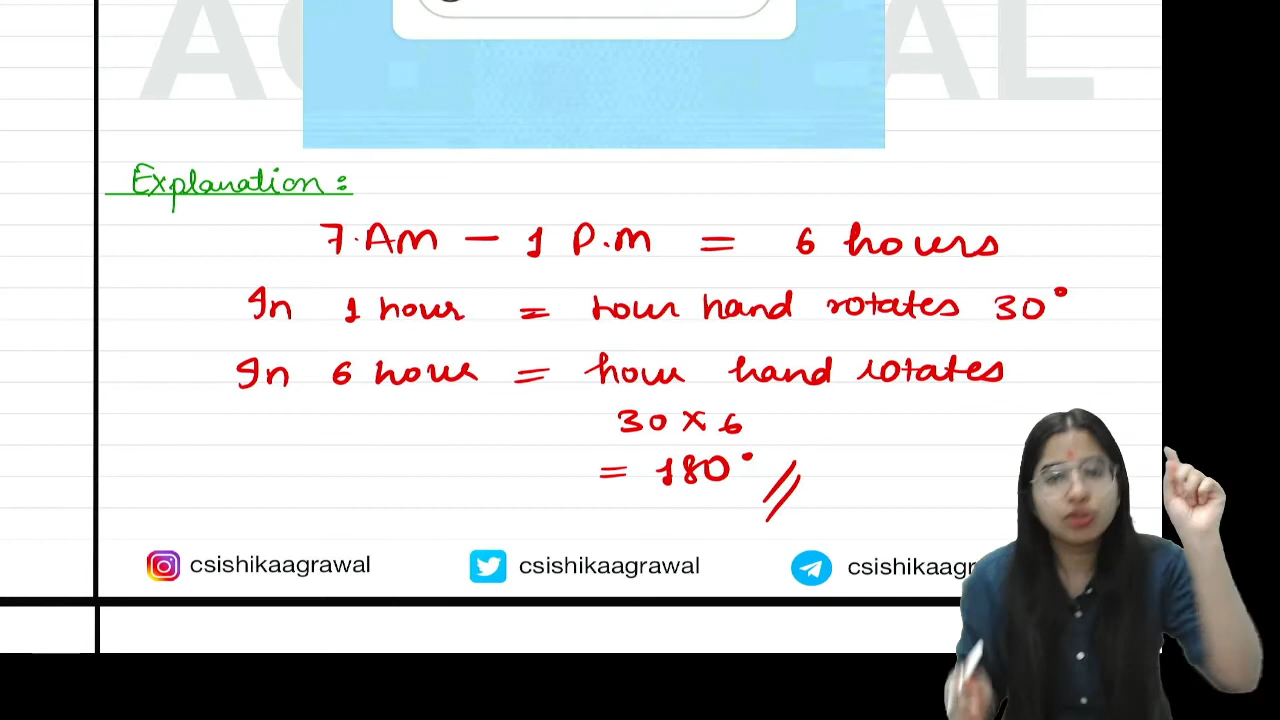 Explanation:
7.AM - 1 P.M = 6 hours
In 1 hour = hour hand rotates 30°
In 6 hour = hour hand rotates
30 × 6
= 180°
csishikaagrawal csishikaagrawal csishikaagr